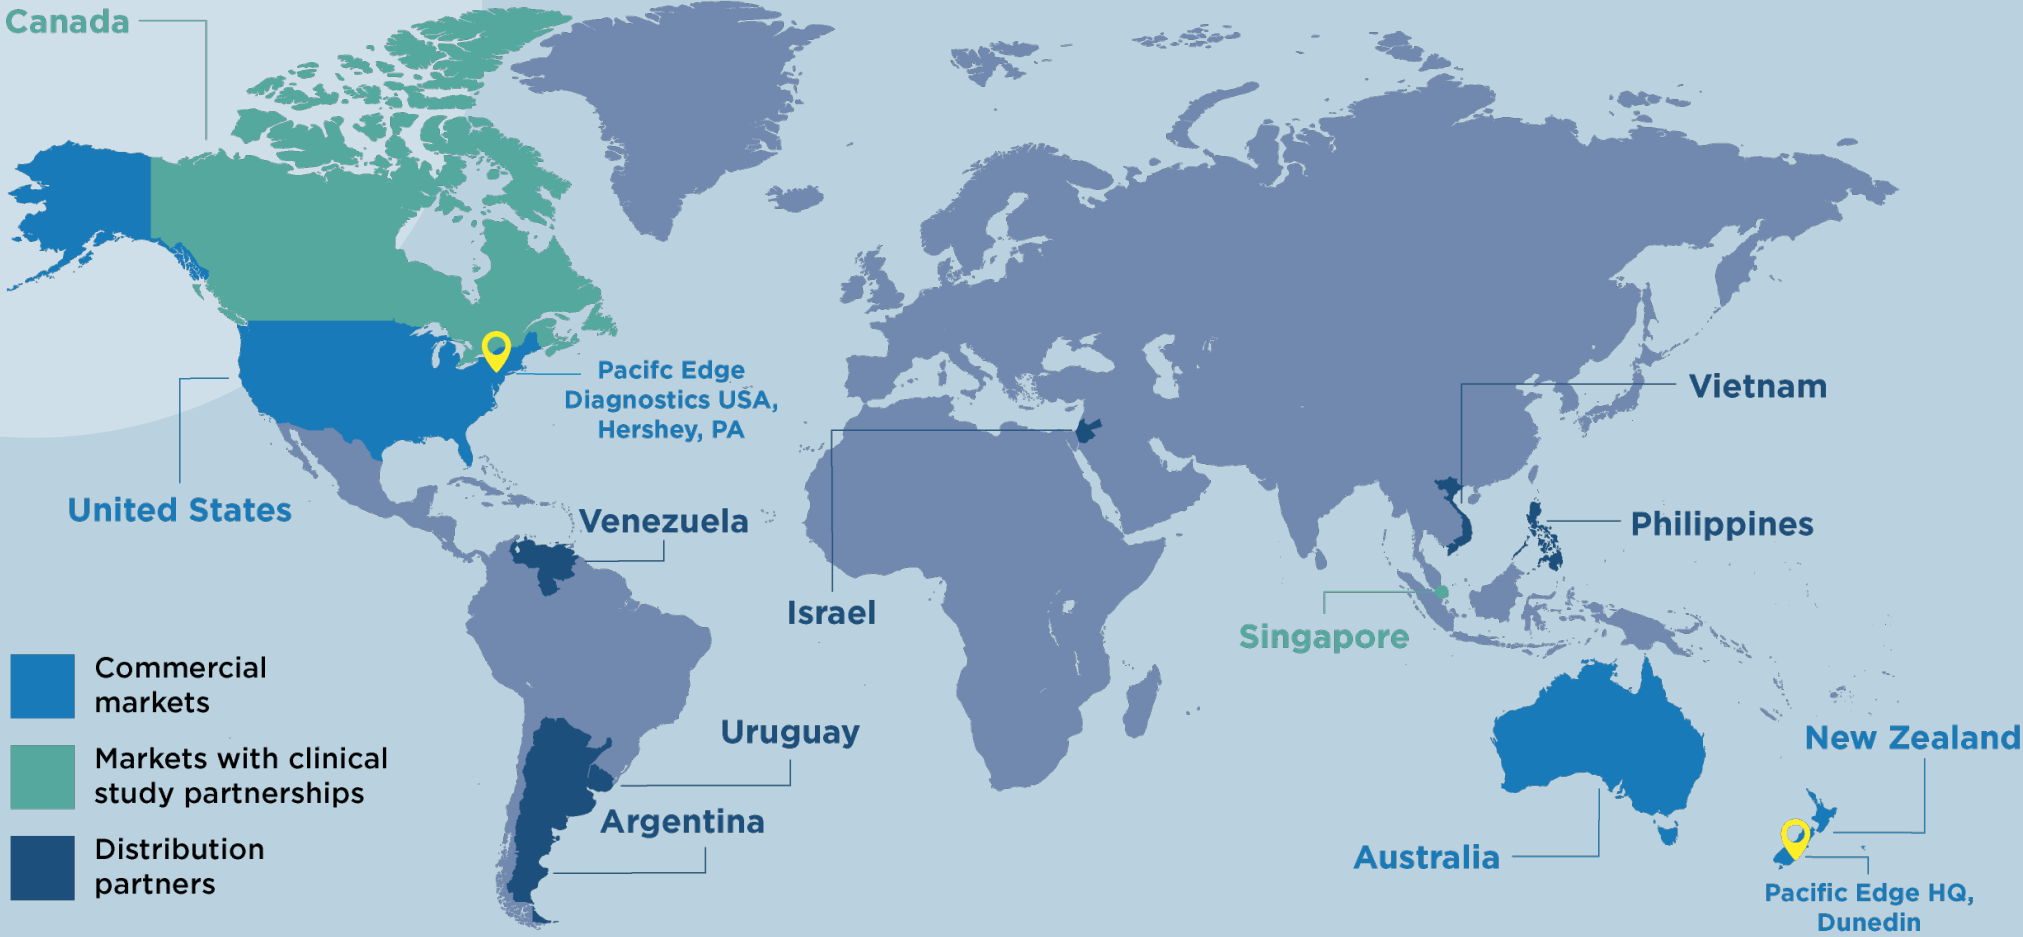 Canada
Pacifc Edge
Diagnostics USA,
Hershey, PA
Vietnam
United States
Venezuela
Philippines
Israel
Singapore
Commercial
markets
Markets with clinical
study partnerships
Distribution
partners
Uruguay
Argentina
New Zealand
Australia
Pacific Edge HQ,
Dunedin